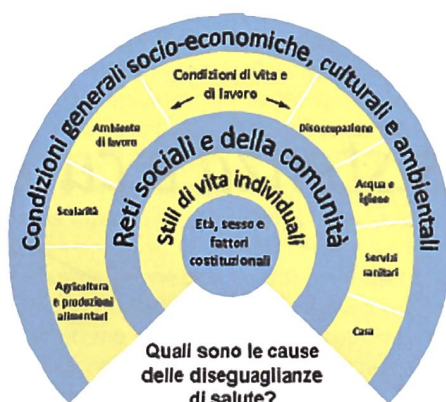 Condizioni generali socio-economiche, culturali e ambientali
Condizioni di vita e
di lavoro
Ambiente
di lavoro
Disoccupazione
Scolarità
Acqua e
igiene
Agricoltura
e produzioni
alimentari
Servizi
sanitari
Casa
Reti sociali e della comunità
Stili di vita individuali
Età, sesso e
fattori
costituzionali
Quali sono le cause
delle diseguaglianze
di salute?